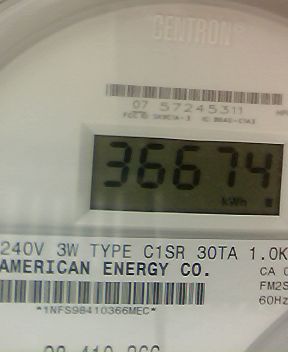 CENTRON
07 57245311
36674
kWh
240V 3W TYPE C1SR 30TA 1.0K
AMERICAN ENERGY CO.
CA
FM2S
60Hz
*1NFS98410366MEC*